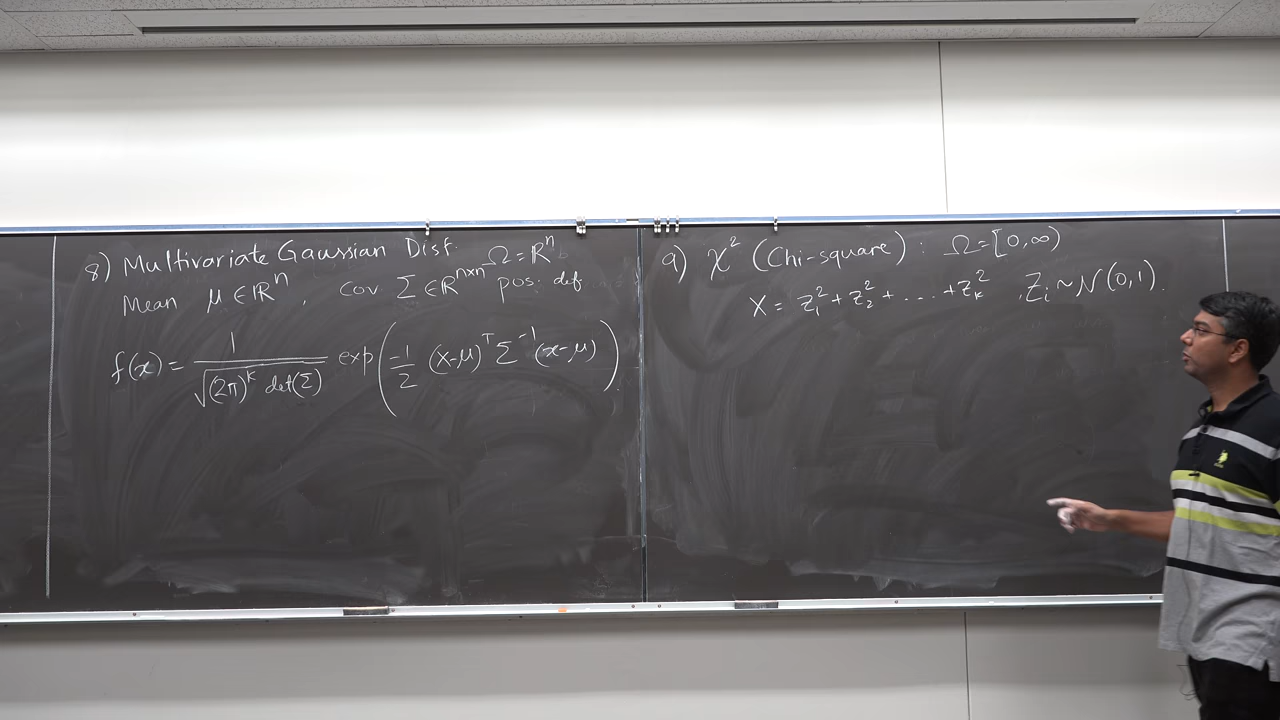 8) Multivariate Gaussian Dist. Ω=ℝⁿ
Mean μ∈ℝⁿ, cov Σ∈ℝⁿˣⁿ pos. def
f(x) = 1/√((2π)ᵏ det(Σ)) exp(-1/2 (x-μ)ᵀ Σ⁻¹ (x-μ)).
9) χ² (Chi-square) : Ω=[0,∞)
X = Z₁² + Z₂² + .... + Zₖ² , Zᵢ ~ N(0,1).